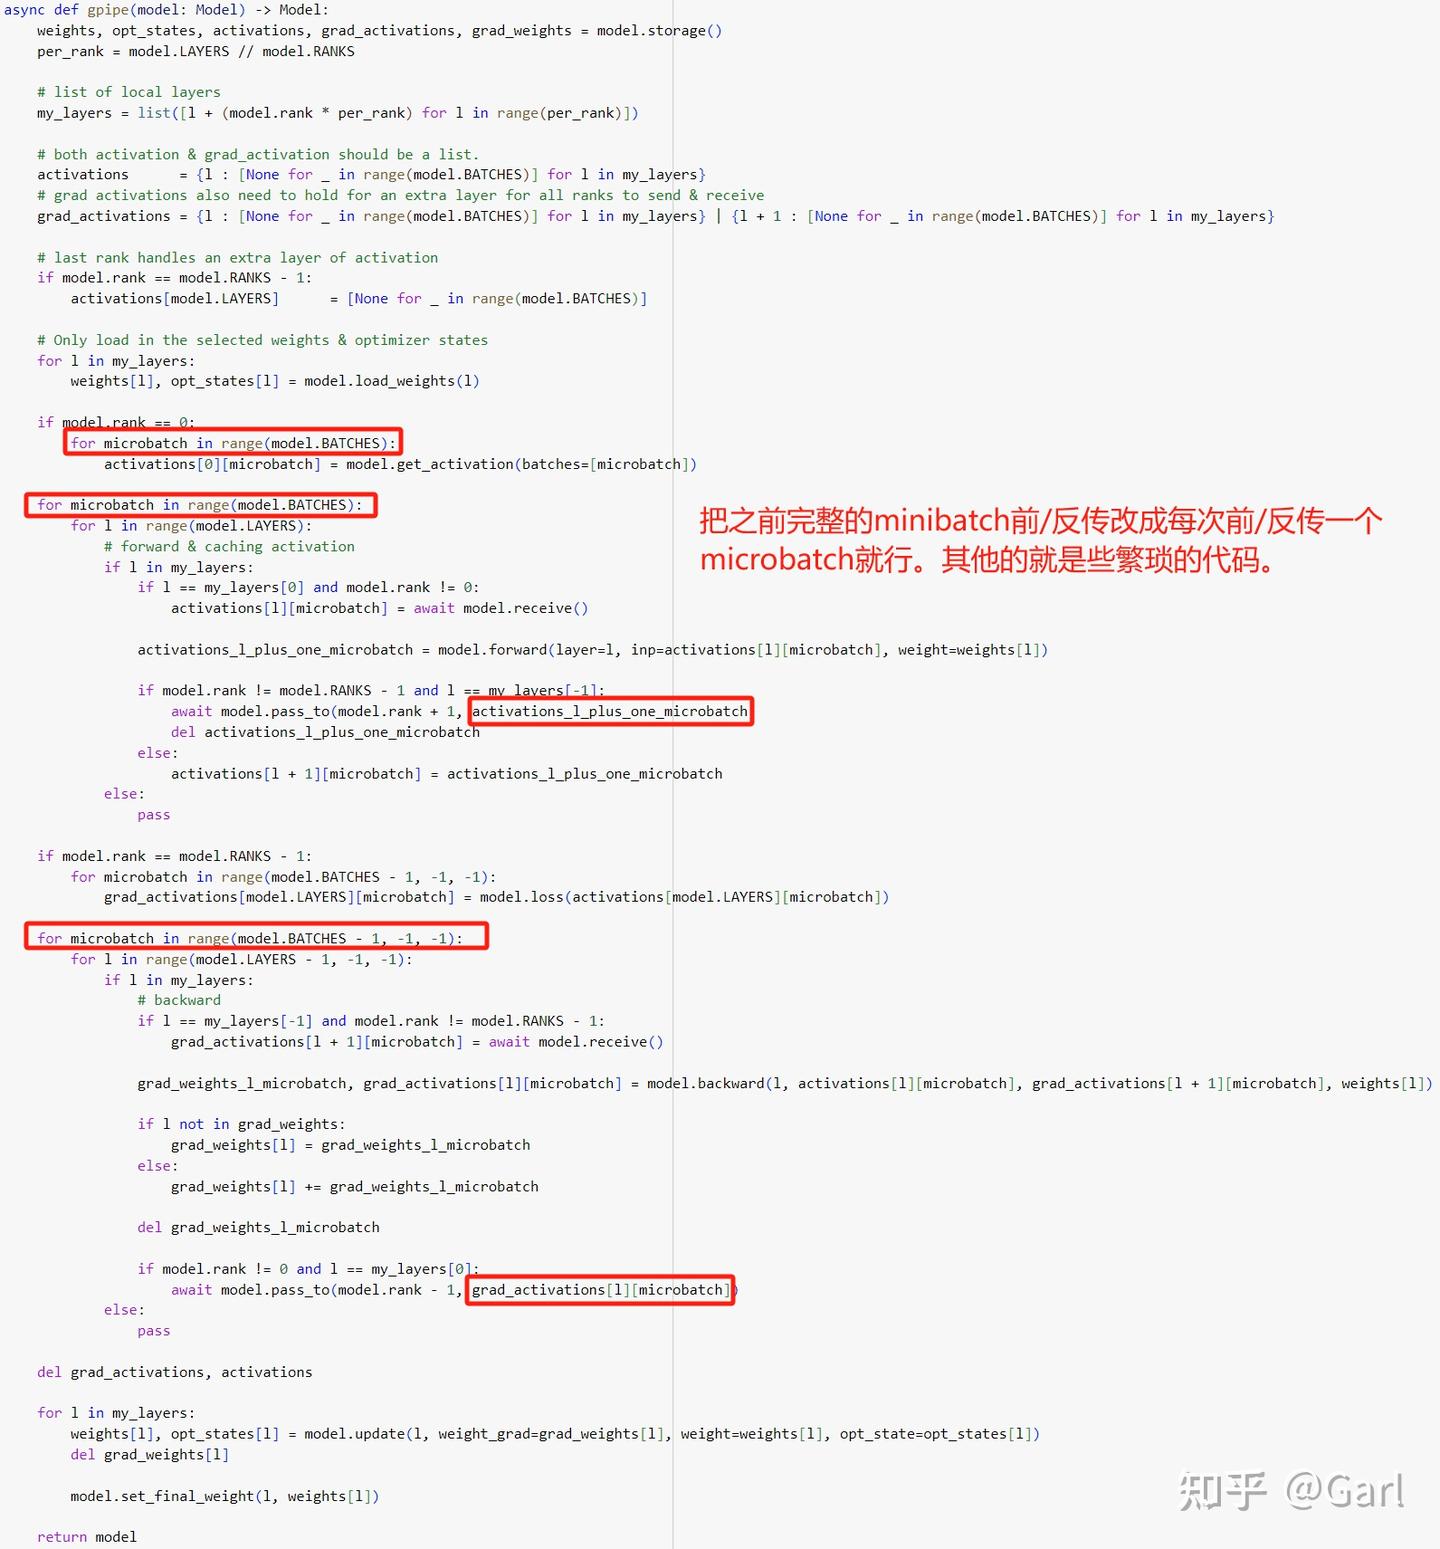 async def gpipe(model: Model) -> Model:
    weights, opt_states, activations, grad_activations, grad_weights = model.storage()
    per_rank = model.LAYERS // model.RANKS

    # list of local layers
    my_layers = list([l + (model.rank * per_rank) for l in range(per_rank)])

    # both activation & grad_activation should be a list.
    activations      = {l : [None for _ in range(model.BATCHES)] for l in my_layers}
    # grad activations also need to hold for an extra layer for all ranks to send & receive
    grad_activations = {l : [None for _ in range(model.BATCHES)] for l in my_layers} | {l + 1 : [None for _ in range(model.BATCHES)] for l in my_layers}

    # last rank handles an extra layer of activation
    if model.rank == model.RANKS - 1:
        activations[model.LAYERS]      = [None for _ in range(model.BATCHES)]

    # Only load in the selected weights & optimizer states
    for l in my_layers:
        weights[l], opt_states[l] = model.load_weights(l)

    if model.rank == 0:
        for microbatch in range(model.BATCHES):
            activations[0][microbatch] = model.get_activation(batches=[microbatch])

    for microbatch in range(model.BATCHES):
        for l in range(model.LAYERS):
            # forward & caching activation
            if l in my_layers:
                if l == my_layers[0] and model.rank != 0:
                    activations[l][microbatch] = await model.receive()

                activations_l_plus_one_microbatch = model.forward(layer=l, inp=activations[l][microbatch], weight=weights[l])

                if model.rank != model.RANKS - 1 and l == my_layers[-1]:
                    await model.pass_to(model.rank + 1, activations_l_plus_one_microbatch
                    del activations_l_plus_one_microbatch
                else:
                    activations[l + 1][microbatch] = activations_l_plus_one_microbatch
            else:
                pass

把之前完整的minibatch前/反传改成每次前/反传一个
microbatch就行。其他的就是些繁琐的代码。

    if model.rank == model.RANKS - 1:
        for microbatch in range(model.BATCHES - 1, -1, -1):
            grad_activations[model.LAYERS][microbatch] = model.loss(activations[model.LAYERS][microbatch])

    for microbatch in range(model.BATCHES - 1, -1, -1):
        for l in range(model.LAYERS - 1, -1, -1):
            if l in my_layers:
                # backward
                if l == my_layers[-1] and model.rank != model.RANKS - 1:
                    grad_activations[l + 1][microbatch] = await model.receive()

                grad_weights_l_microbatch, grad_activations[l][microbatch] = model.backward(l, activations[l][microbatch], grad_activations[l + 1][microbatch], weights[l])

                if l not in grad_weights:
                    grad_weights[l] = grad_weights_l_microbatch
                else:
                    grad_weights[l] += grad_weights_l_microbatch

                del grad_weights_l_microbatch

                if model.rank != 0 and l == my_layers[0]:
                    await model.pass_to(model.rank - 1, grad_activations[l][microbatch])
            else:
                pass

    del grad_activations, activations

    for l in my_layers:
        weights[l], opt_states[l] = model.update(l, weight_grad=grad_weights[l], weight=weights[l], opt_state=opt_states[l])
        del grad_weights[l]

        model.set_final_weight(l, weights[l])

    return model
知乎 @Garl